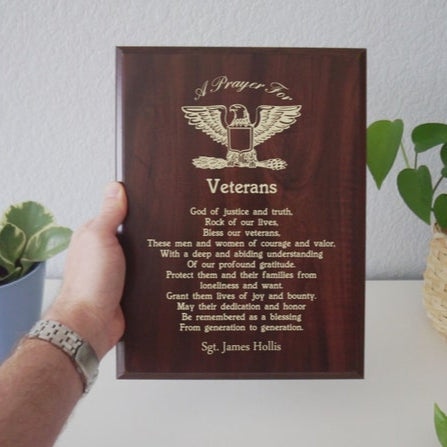 A Prayer For
Veterans
God of justice and truth,
Rock of our lives,
Bless our veterans,
These men and women of courage and valor.
With a deep and abiding understanding
Of our profound gratitude.
Protect them and their families from
loneliness and want.
Grant them lives of joy and bounty.
May their dedication and honor
Be remembered as a blessing
From generation to generation.
Sgt. James Hollis